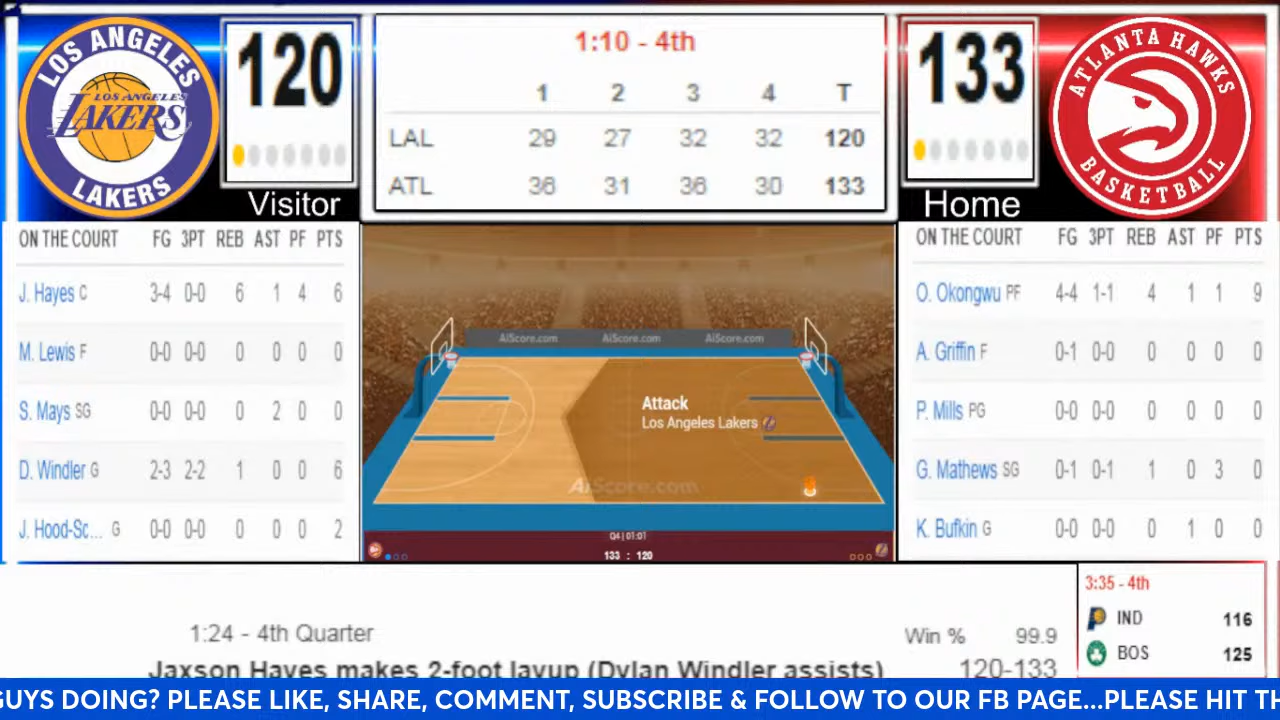 LOS ANGELES
LOS ANGELES
LAKERS
LAKERS
120
Visitor
1:10 - 4th
1 2 3 4 T
LAL 29 27 32 32 120
ATL 36 31 36 30 133
133
Home
ATLANTA HAWKS
BASKETBALL
ON THE COURT FG 3PT REB AST PF PTS
J. Hayes C 3-4 0-0 6 1 4 6
M. Lewis F 0-0 0-0 0 0 0 0
S. Mays SG 0-0 0-0 0 2 0 0
D. Windler G 2-3 2-2 1 0 0 6
J. Hood-Sc... G 0-0 0-0 0 0 0 2
AiScore.com AiScore.com AiScore.com
Attack
Los Angeles Lakers
AiScore.com
Q4 | 01:01
133 : 120
ON THE COURT FG 3PT REB AST PF PTS
O. Okongwu PF 4-4 1-1 4 1 1 9
A. Griffin F 0-1 0-0 0 0 0 0
P. Mills PG 0-0 0-0 0 0 0 0
G. Mathews SG 0-1 0-1 1 0 3 0
K. Bufkin G 0-0 0-0 0 1 0 0
1:24 - 4th Quarter Win % 99.9
Jaxson Hayes makes 2-foot layup (Dylan Windler assists) 120-133
3:35 - 4th
IND 116
BOS 125
GUYS DOING? PLEASE LIKE, SHARE, COMMENT, SUBSCRIBE & FOLLOW TO OUR FB PAGE...PLEASE HIT TH